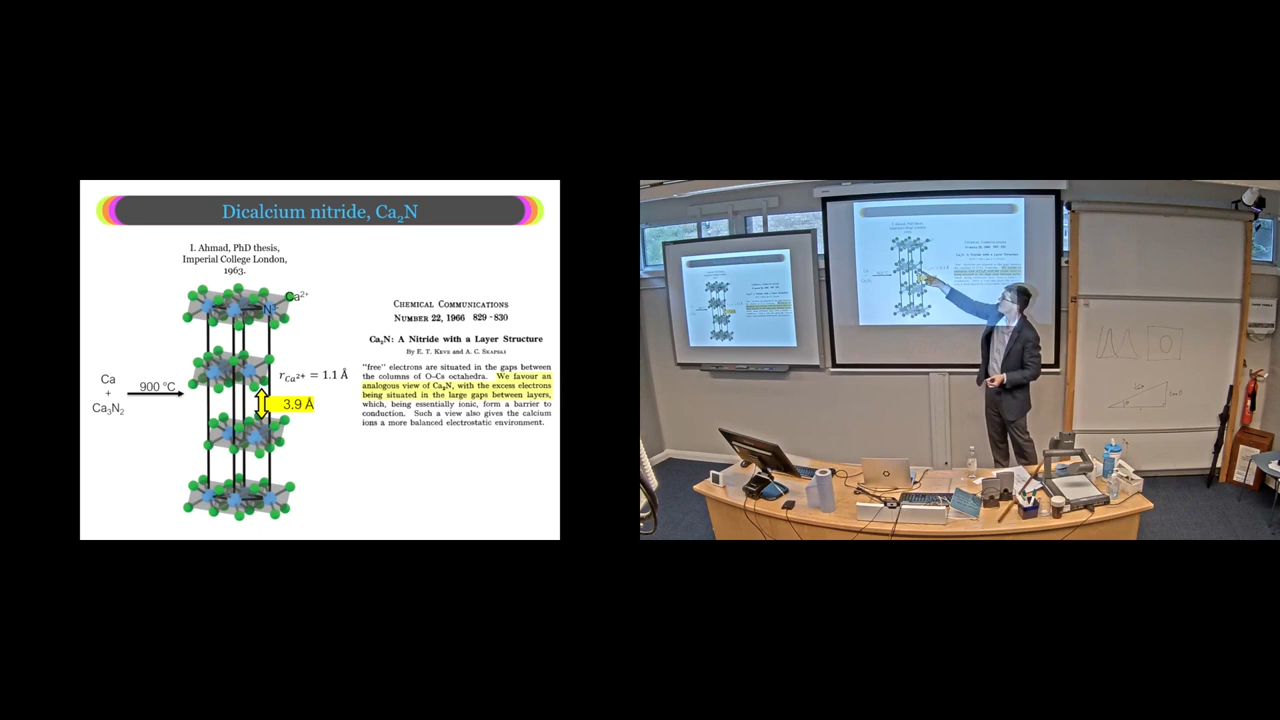 Dicalcium nitride, Ca₂N
I. Ahmad, PhD thesis,
Imperial College London,
1963.
Ca²⁺
N³⁻
Ca
+
Ca₃N₂
900 °C
r_Ca²⁺ = 1.1 Å
3.9 Å
CHEMICAL COMMUNICATIONS
NUMBER 22, 1966 829-830
Ca₂N: A Nitride with a Layer Structure
By E. T. KEVE and A. C. SKAPSKI
"free" electrons are situated in the gaps between
the columns of O–Cs octahedra. We favour an
analogous view of Ca₂N, with the excess electrons
being situated in the large gaps between layers,
which, being essentially ionic, form a barrier to
conduction. Such a view also gives the calcium
ions a more balanced electrostatic environment.